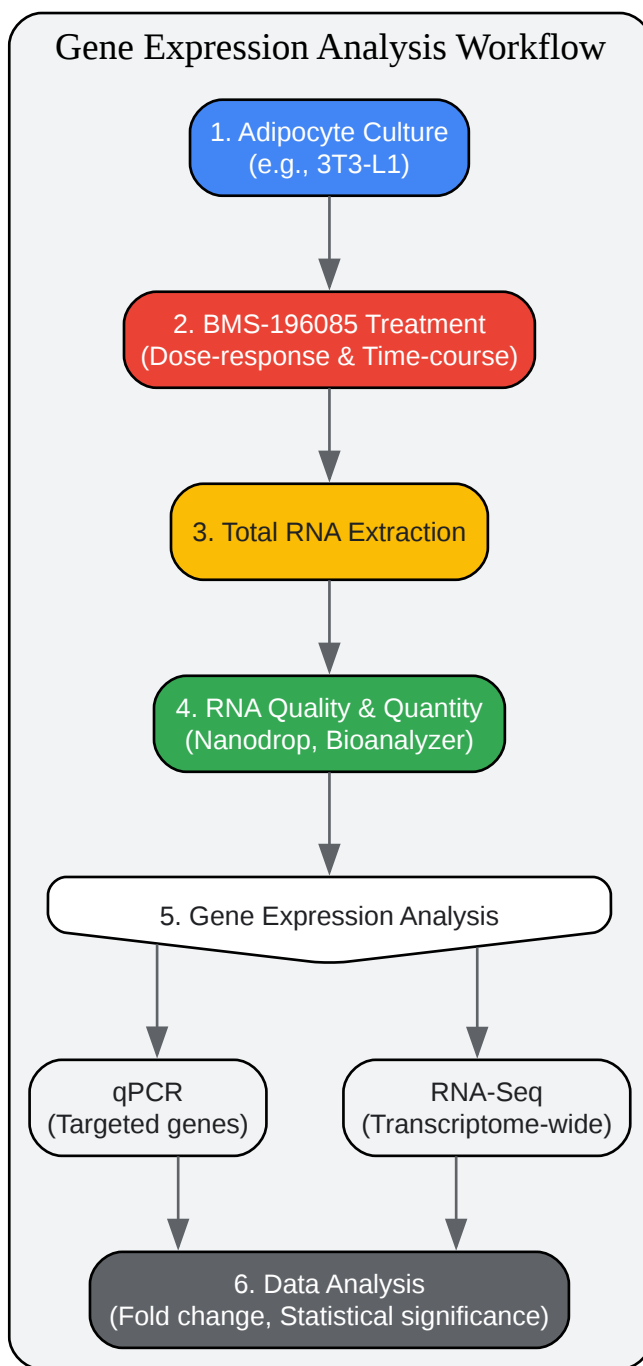 Gene Expression Analysis Workflow
1. Adipocyte Culture
(e.g., 3T3-L1)
2. BMS-196085 Treatment
(Dose-response & Time-course)
3. Total RNA Extraction
4. RNA Quality & Quantity
(Nanodrop, Bioanalyzer)
5. Gene Expression Analysis
qPCR
(Targeted genes)
RNA-Seq
(Transcriptome-wide)
6. Data Analysis
(Fold change, Statistical significance)